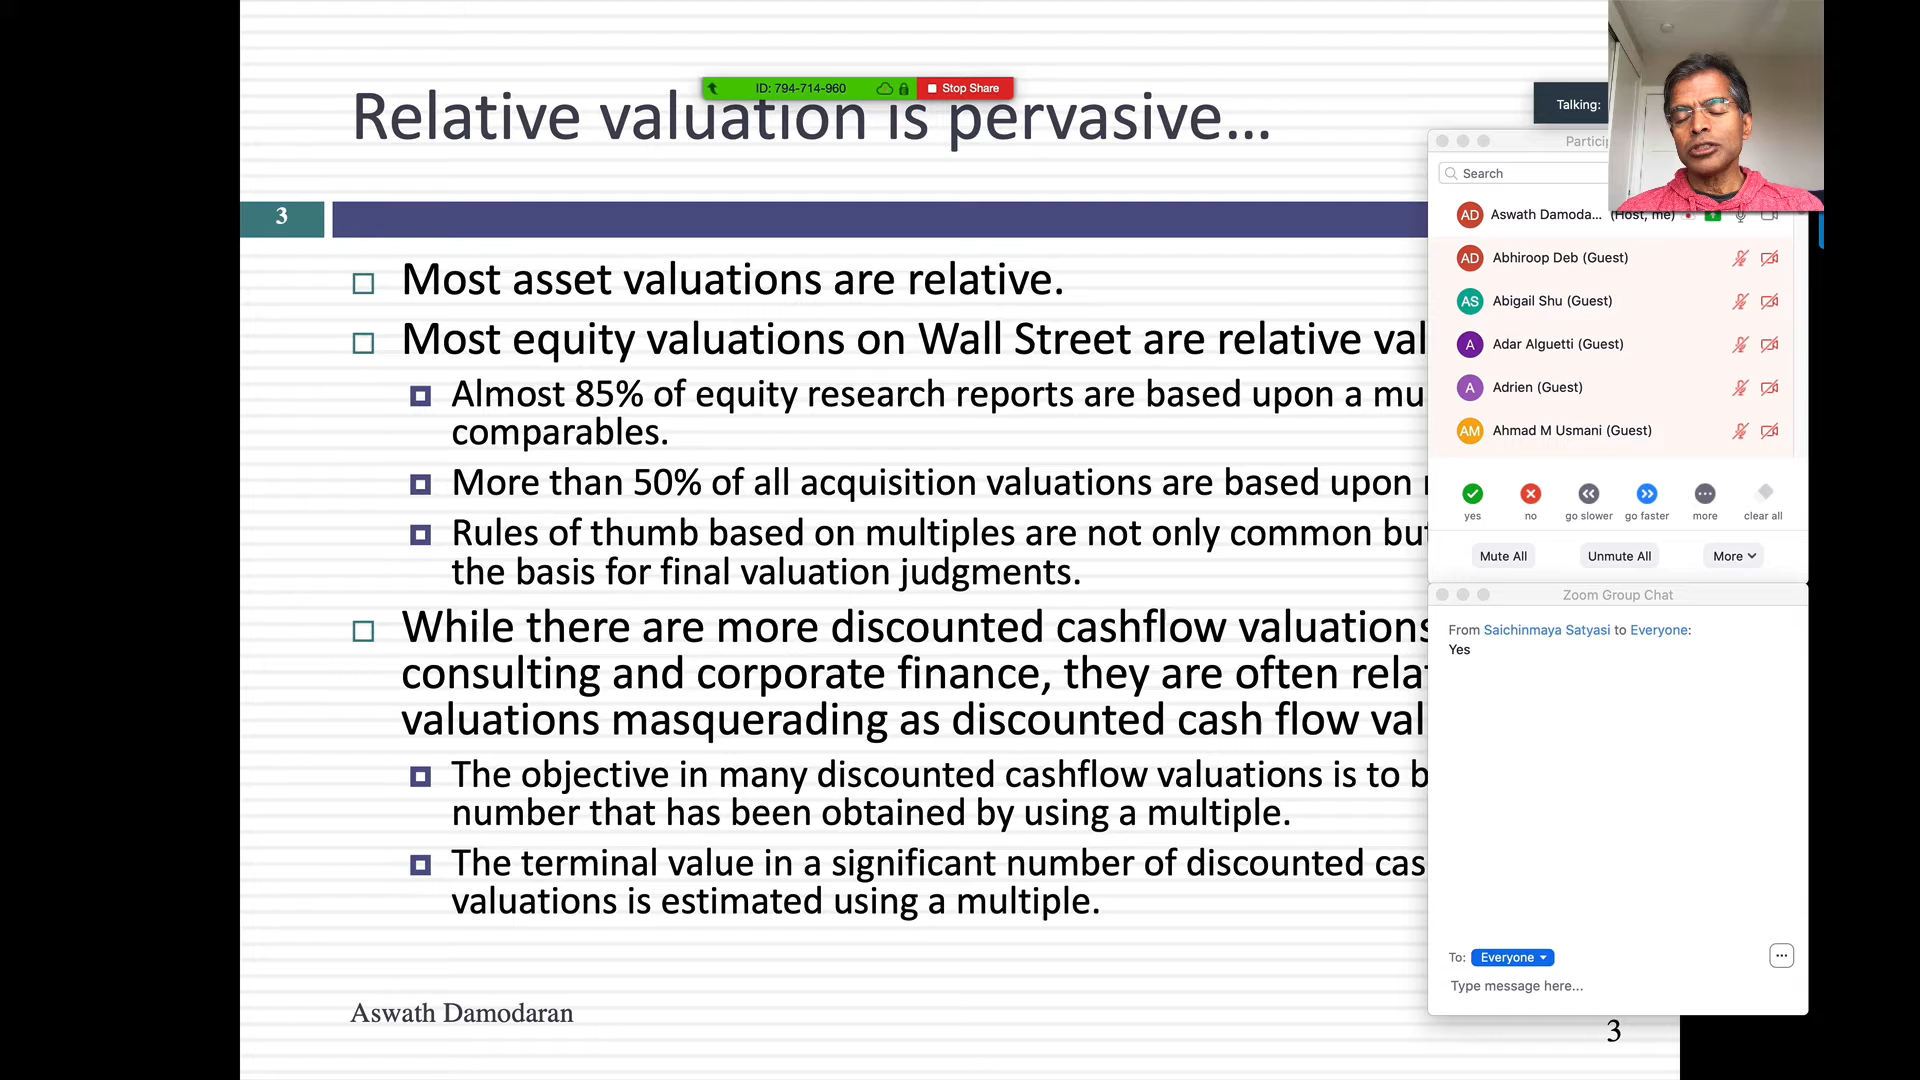 ID: 794-714-960
Stop Share
Relative valuation is pervasive...
3
Most asset valuations are relative.
Most equity valuations on Wall Street are relative val
Almost 85% of equity research reports are based upon a mu
comparables.
More than 50% of all acquisition valuations are based upon
Rules of thumb based on multiples are not only common bu
the basis for final valuation judgments.
While there are more discounted cashflow valuations
consulting and corporate finance, they are often rela
valuations masquerading as discounted cash flow val
The objective in many discounted cashflow valuations is to b
number that has been obtained by using a multiple.
The terminal value in a significant number of discounted cas
valuations is estimated using a multiple.
Aswath Damodaran
3
Talking:
Particip
Search
AD Aswath Damoda... (Host, me)
AD Abhiroop Deb (Guest)
AS Abigail Shu (Guest)
A Adar Alguetti (Guest)
A Adrien (Guest)
AM Ahmad M Usmani (Guest)
yes no go slower go faster more clear all
Mute All Unmute All More
Zoom Group Chat
From Saichinmaya Satyasi to Everyone:
Yes
To: Everyone
Type message here...